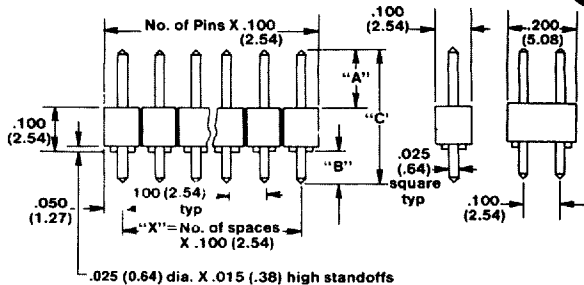 No. of Pins X .100
(2.54)
.100
(2.54)
.200
(5.08)
"A"
"C'
.100
(2.54)
"B"
.025
(.64)
square
typ
.100
(2.54)
.050
(1.27)
100 (2.54)
typ
"X"=No. of spaces
X .100 (2.54)
.025 (0.64) dia. X .015 (.38) high standoffs